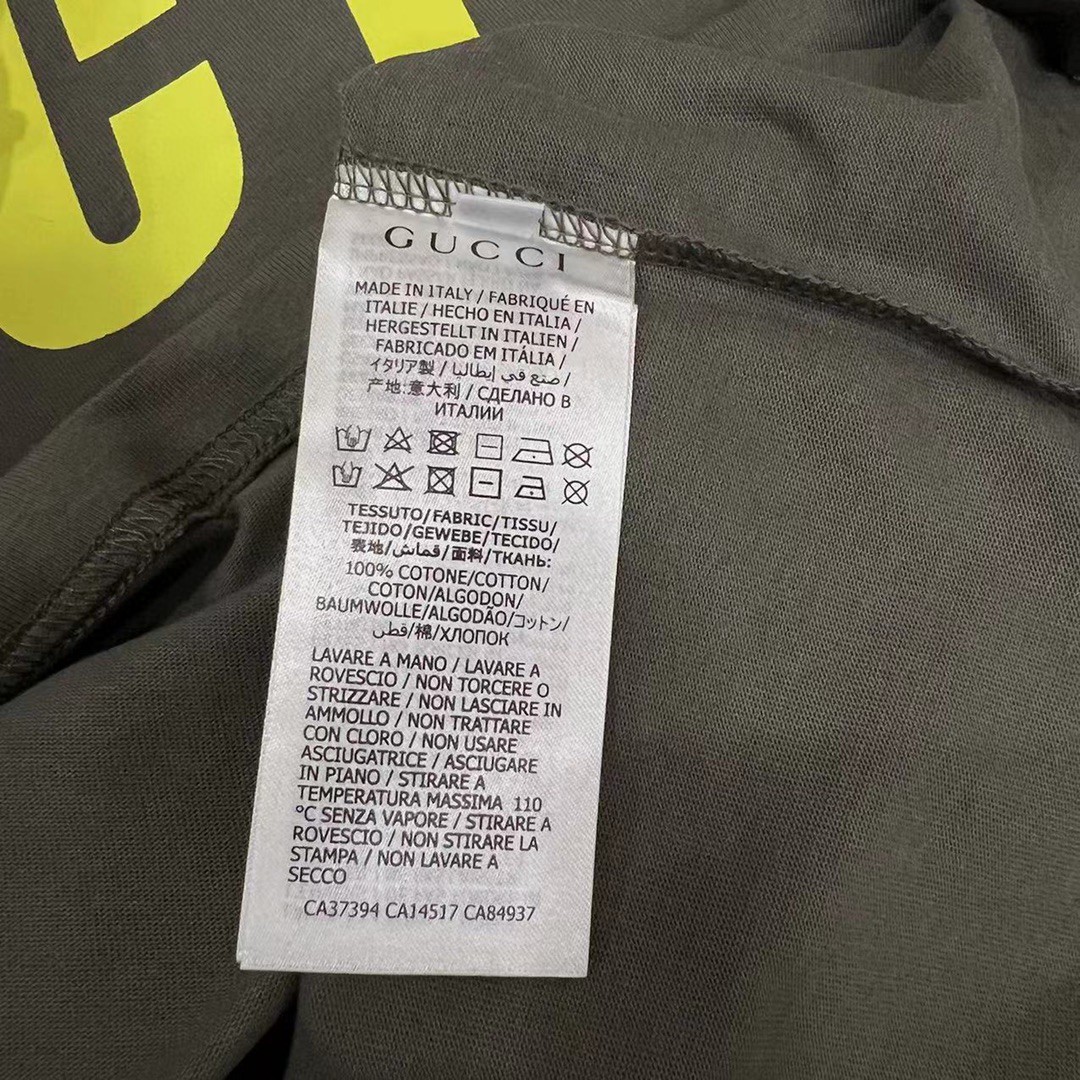 GUCCI
MADE IN ITALY / FABRIQUÉ EN
ITALIE / HECHO EN ITALIA /
HERGESTELLT IN ITALIEN /
FABRICADO EM ITÁLIA /
イタリア製 / صنع في إيطاليا /
产地:意大利 / СДЕЛАНО В
ИТАЛИИ
TESSUTO/FABRIC/TISSU/
TEJIDO/GEWEBE/TECIDO/
表地/قماش/面料/ТКАНЬ:
100% COTONE/COTTON/
COTON/ALGODON/
BAUMWOLLE/ALGODÃO/コットン/
قطن/棉/ХЛОПОК
LAVARE A MANO / LAVARE A
ROVESCIO / NON TORCERE O
STRIZZARE / NON LASCIARE IN
AMMOLLO / NON TRATTARE
CON CLORO / NON USARE
ASCIUGATRICE / ASCIUGARE
IN PIANO / STIRARE A
TEMPERATURA MASSIMA 110
°C SENZA VAPORE / STIRARE A
ROVESCIO / NON STIRARE LA
STAMPA / NON LAVARE A
SECCO
CA37394 CA14517 CA84937